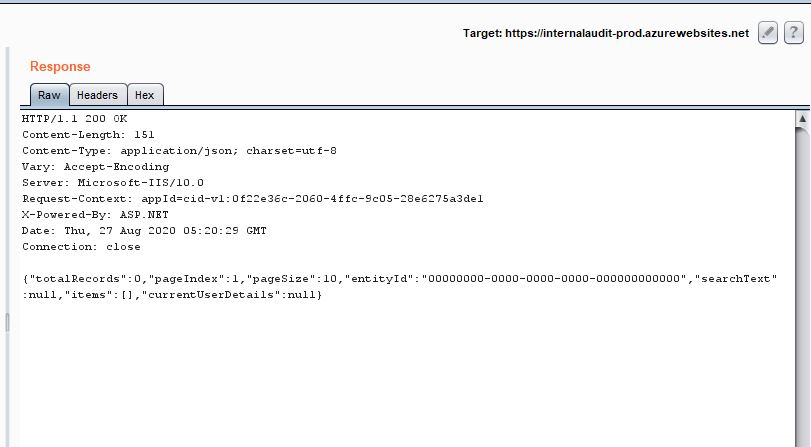 Target: https://internalaudit-prod.azurewebsites.net
?
Response
Raw Headers Hex
HTTP/1.1 200 OK
Content-Length: 151
Content-Type: application/json; charset=utf-8
Vary: Accept-Encoding
Server: Microsoft-IIS/10.0
Request-Context: appId=cid-v1:0f22e36c-2060-4ffc-9c05-28e6275a3de1
X-Powered-By: ASP.NET
Date: Thu, 27 Aug 2020 05:20:29 GMT
Connection: close
{"totalRecords":0,"pageIndex":1,"pageSize":10,"entityId":"00000000-0000-0000-0000-000000000000","searchText"
:null,"items":[],"currentUserDetails":null}